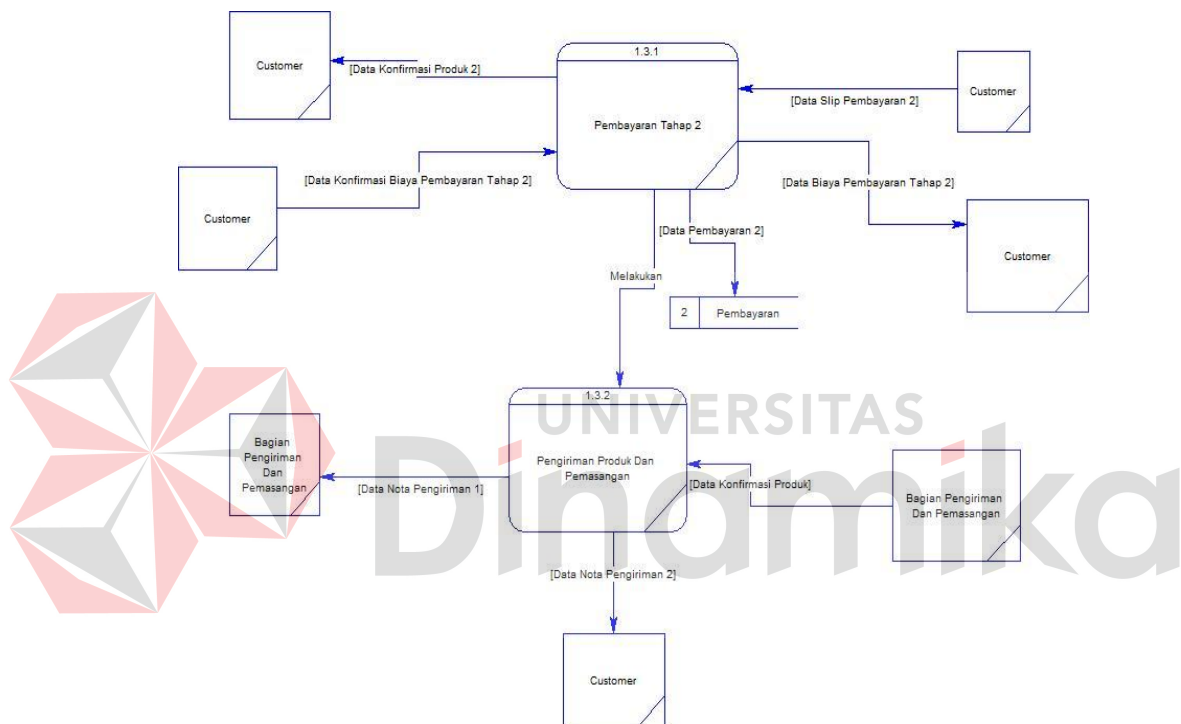 1.3.1
Customer
[Data Konfirmasi Produk 2]
Customer
[Data Slip Pembayaran 2]
Pembayaran Tahap 2
[Data Konfirmasi Biaya Pembayaran Tahap 2]
[Data Biaya Pembayaran Tahap 2]
Customer
[Data Pembayaran 2]
Customer
Melakukan
2 Pembayaran
1.3.2
UNIVERSITAS
Dinamika
Bagian
Pengiriman
Dan
Pemasangan
Pengiriman Produk Dan
Pemasangan
[Data Nota Pengiriman 1]
[Data Konfirmasi Produk]
Bagian Pengiriman
Dan Pemasangan
[Data Nota Pengiriman 2]
Customer